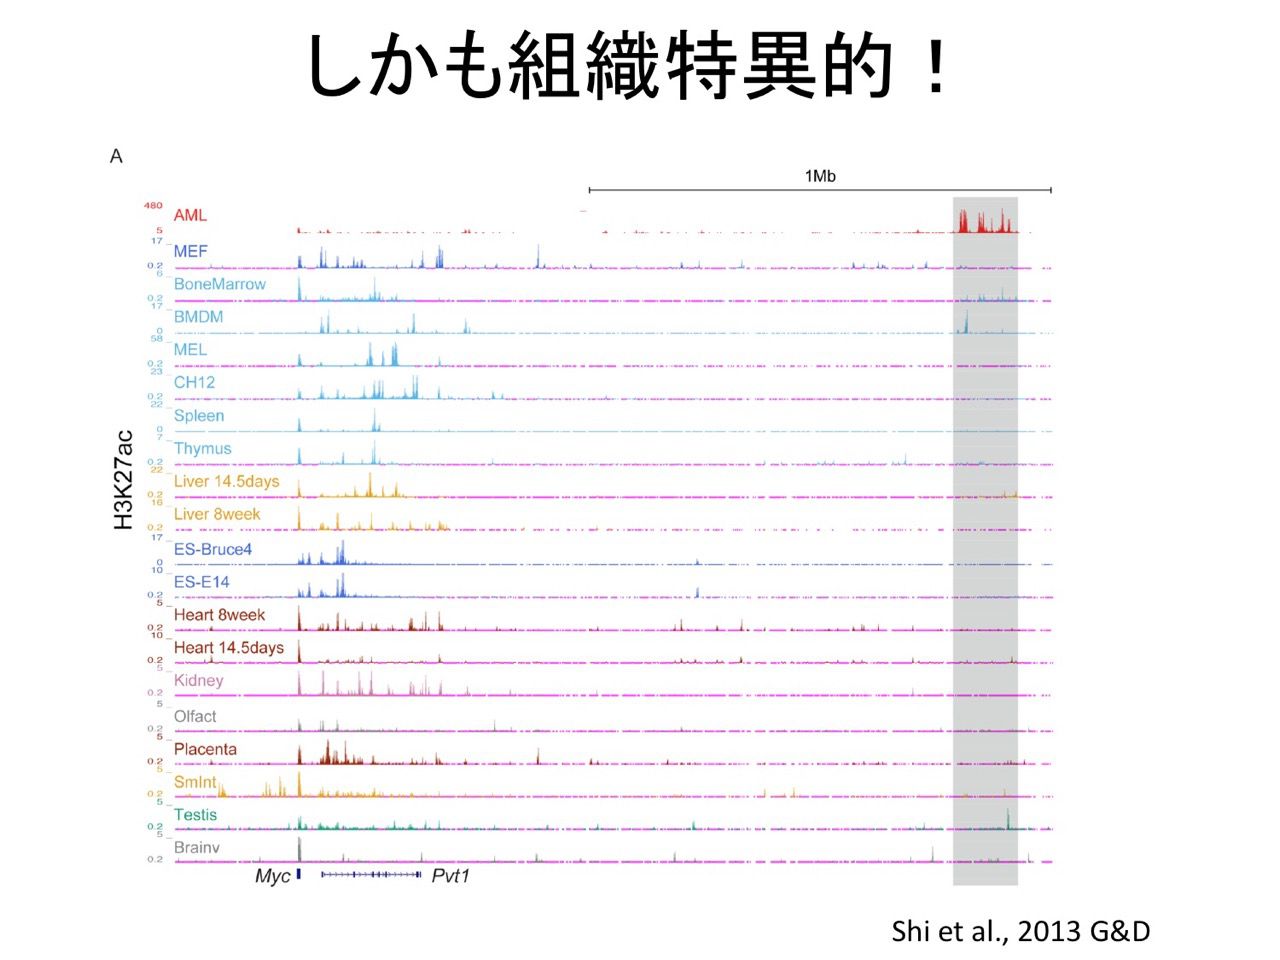 しかも組織特異的！
A
1Mb
480
AML
5
17
MEF
0.2
6
BoneMarrow
0.2
17
BMDM
0
58
MEL
0.2
23
CH12
0.2
22
Spleen
0
7
Thymus
0.2
22
Liver 14.5days
0.2
16
Liver 8week
0.2
17
ES-Bruce4
0
10
ES-E14
0.2
5
Heart 8week
0.2
10
Heart 14.5days
0.2
5
Kidney
0.2
5
Olfact
0.2
5
Placenta
0.2
5
SmInt
0.2
5
Testis
0.2
5
Brainv
0.2
H3K27ac
Myc Pvt1
Shi et al., 2013 G&D